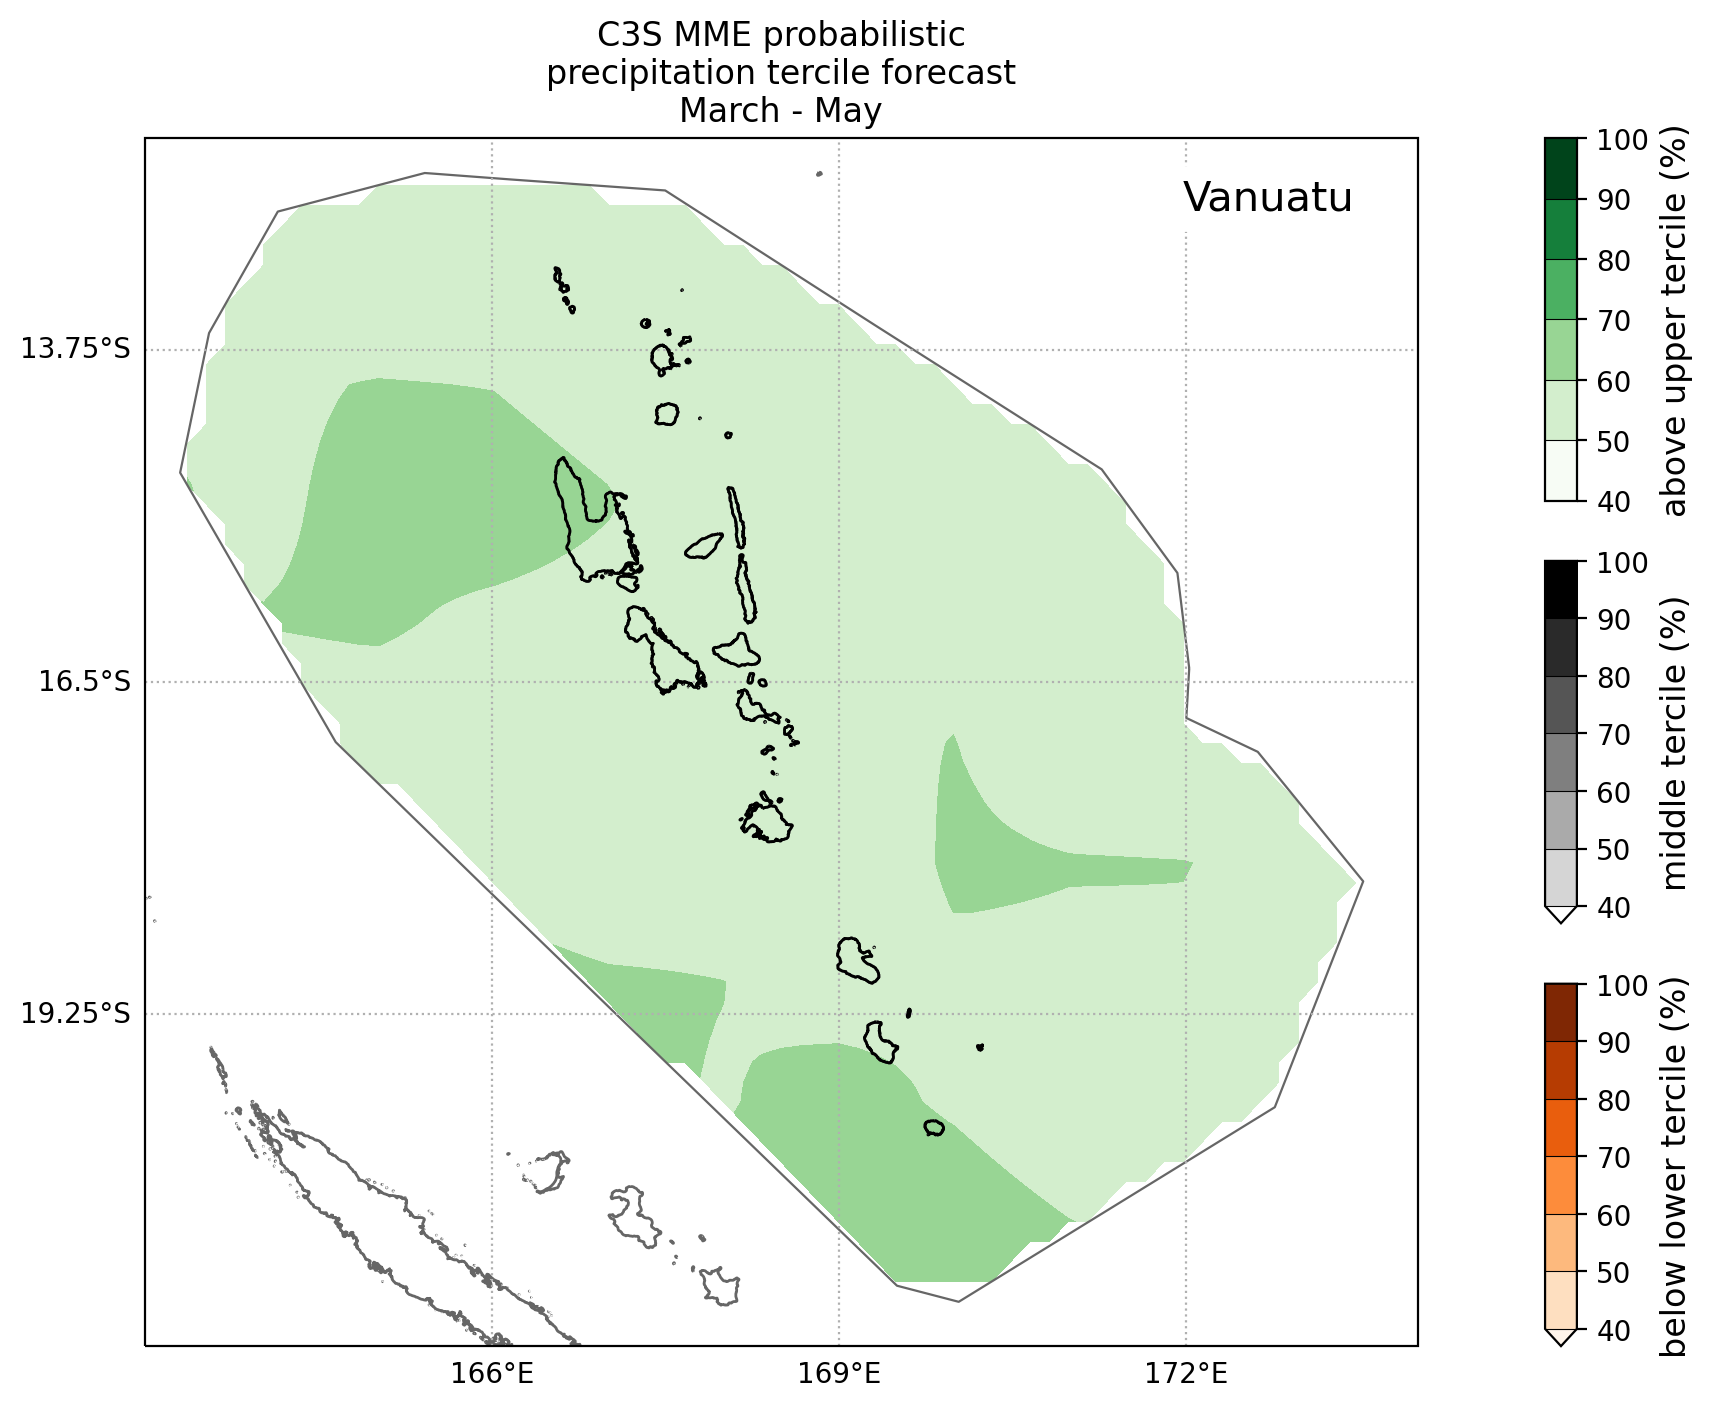 C3S MME probabilistic
precipitation tercile forecast
March - May
Vanuatu
13.75°S
16.5°S
19.25°S
166°E
169°E
172°E
100
90
80
70
60
50
40
above upper tercile (%)
100
90
80
70
60
50
40
middle tercile (%)
100
90
80
70
60
50
40
below lower tercile (%)